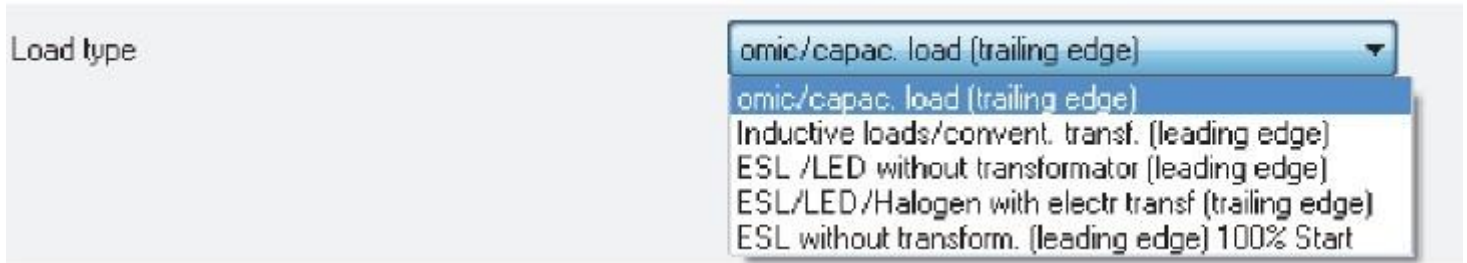 Load type
omic/capac. load (trailing edge)
omic/capac. load (trailing edge)
Inductive loads/convent. transf. (leading edge)
ESL /LED without transformator (leading edge)
ESL/LED/Halogen with electr transf (trailing edge)
ESL without transform. (leading edge) 100% Start